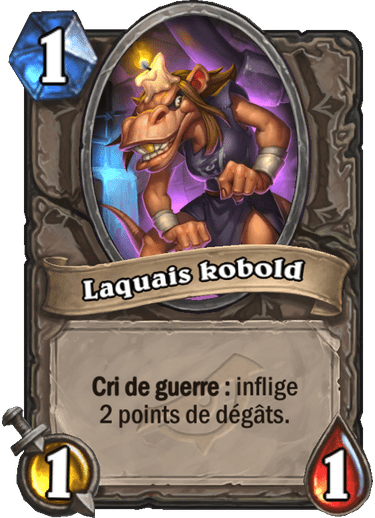 1
Laquais kobold
Cri de guerre : inflige
2 points de dégâts.
1 1